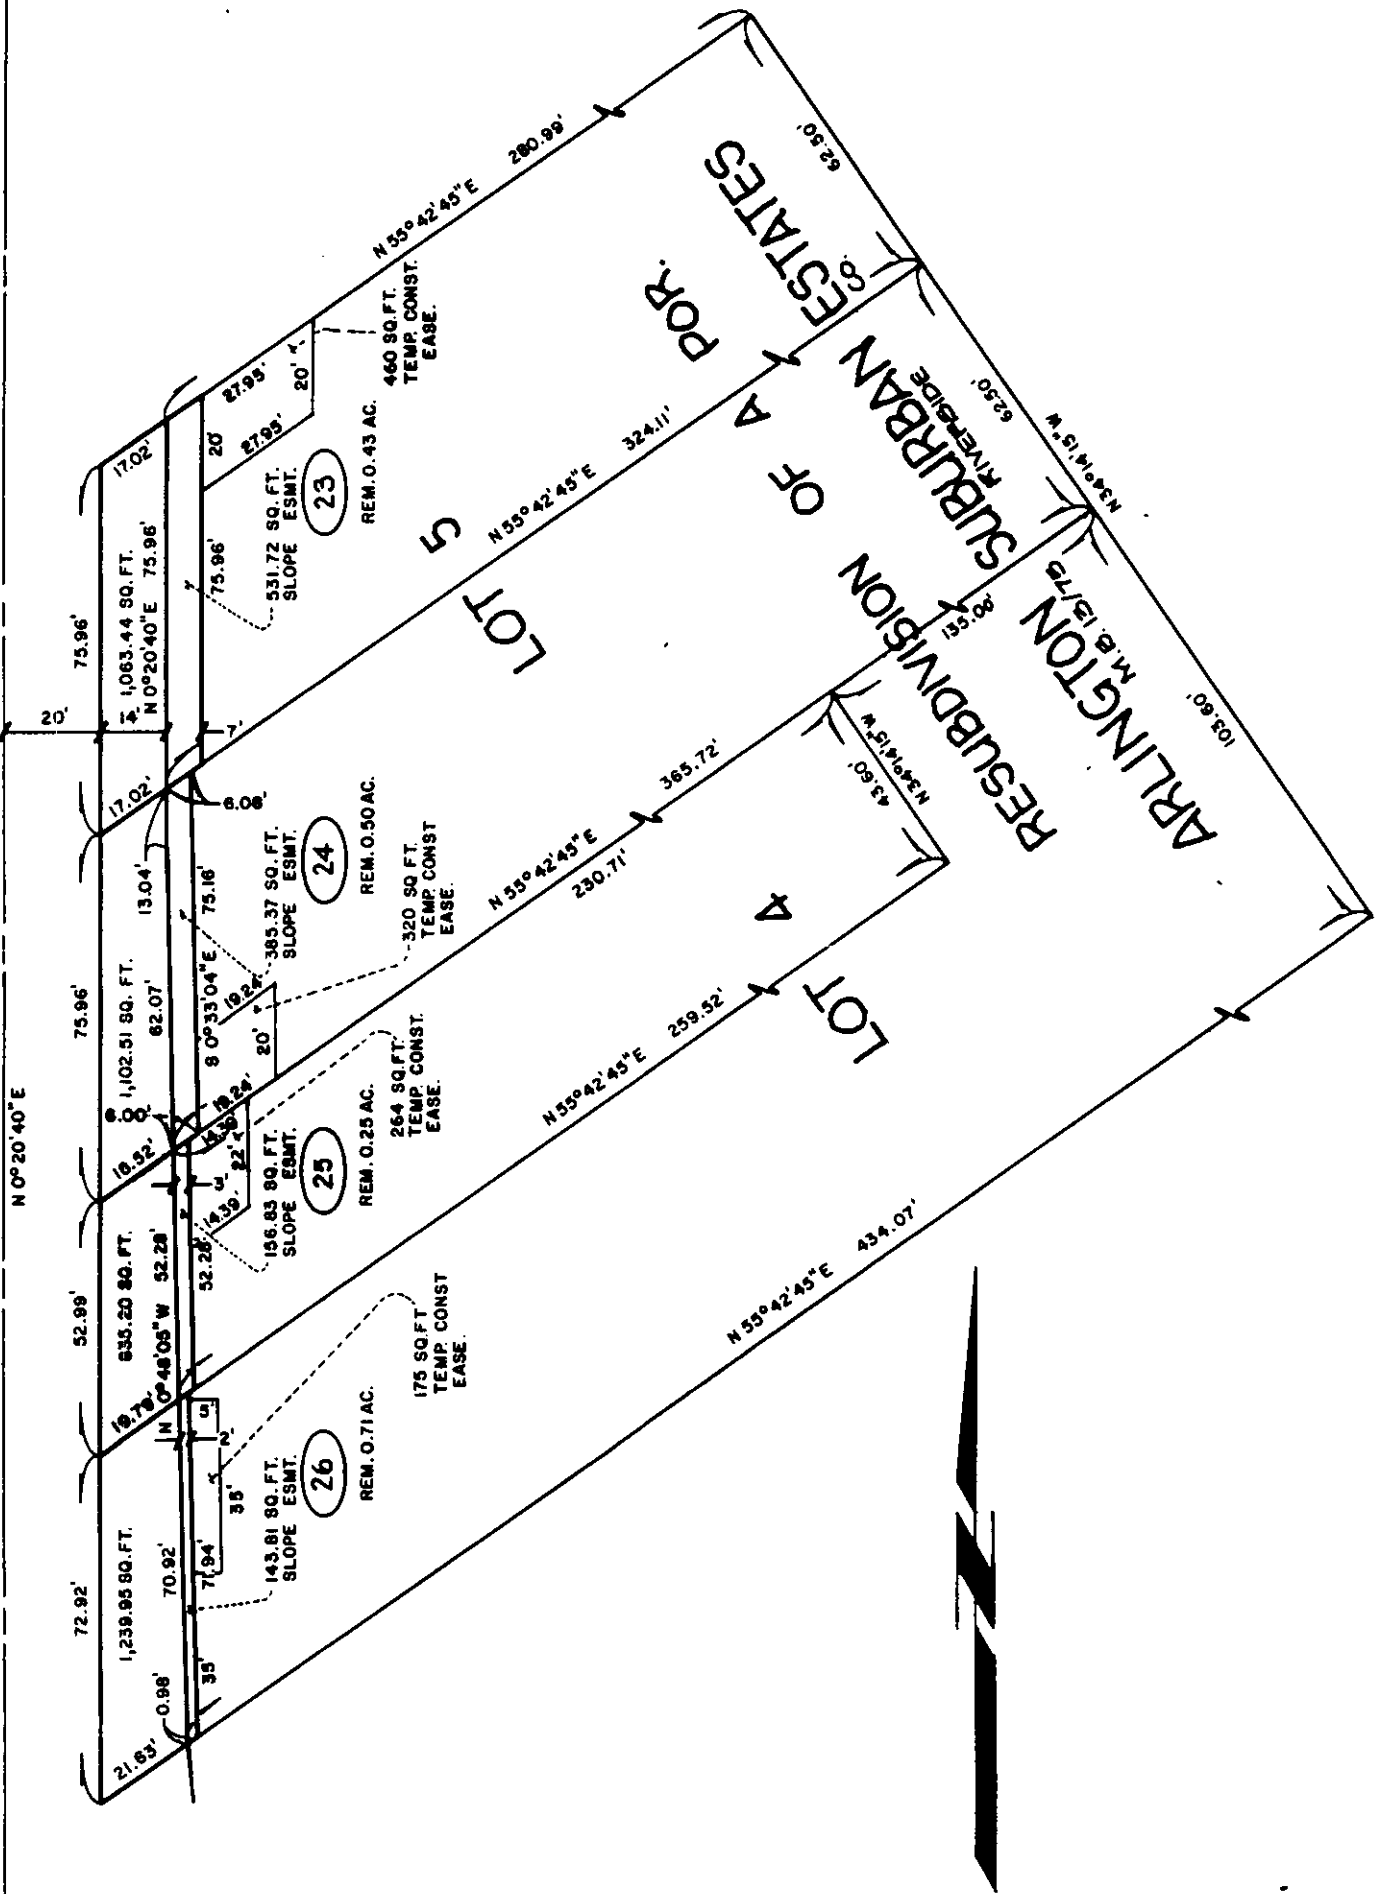 N 0° 20' 40" E
20'
75.96'
17.02'
1,063.44 SQ. FT.
14'
N 0° 20' 40" E 75.96'
75.96'
20'
27.95'
27.95'
20'
7'
531.72 SQ. FT.
SLOPE ESMT.
23
REM. 0.43 AC.
460 SQ. FT.
TEMP. CONST.
EASE.
N 55° 42' 45" E 280.99'
62.50'
75.96'
17.02'
6.06'
13.04'
1,102.51 SQ. FT.
62.07'
75.16'
S 0° 33' 04" E
385.37 SQ. FT.
SLOPE ESMT.
24
REM. 0.50 AC.
320 SQ FT.
TEMP. CONST
EASE.
19.24'
20'
19.24'
6.00'
N 55° 42' 45" E 324.11'
62.50'
N 34° 14' 15" W
52.99'
18.52'
835.20 SQ. FT.
N 0° 48' 05" W 52.28'
52.28'
3'
14.39'
22'
14.39'
156.83 SQ. FT.
SLOPE ESMT.
25
REM. 0.25 AC.
264 SQ. FT.
TEMP. CONST.
EASE.
N 55° 42' 45" E 365.72'
230.71'
135.00'
43.60'
N 34° 14' 15" W
103.60'
72.92'
19.79'
1,239.95 SQ. FT.
70.92'
71.94'
0.98'
35'
35'
5'
2'
21.63'
143.81 SQ. FT.
SLOPE ESMT.
26
REM. 0.71 AC.
175 SQ.FT
TEMP. CONST
EASE.
N 55° 42' 45" E 259.52'
N 55° 42' 45" E 434.07'
LOT 5
LOT 4
POR.
RESUBDIVISION OF A
ARLINGTON SUBURBAN ESTATES
M.B. 13/75 RIVERSIDE CO.